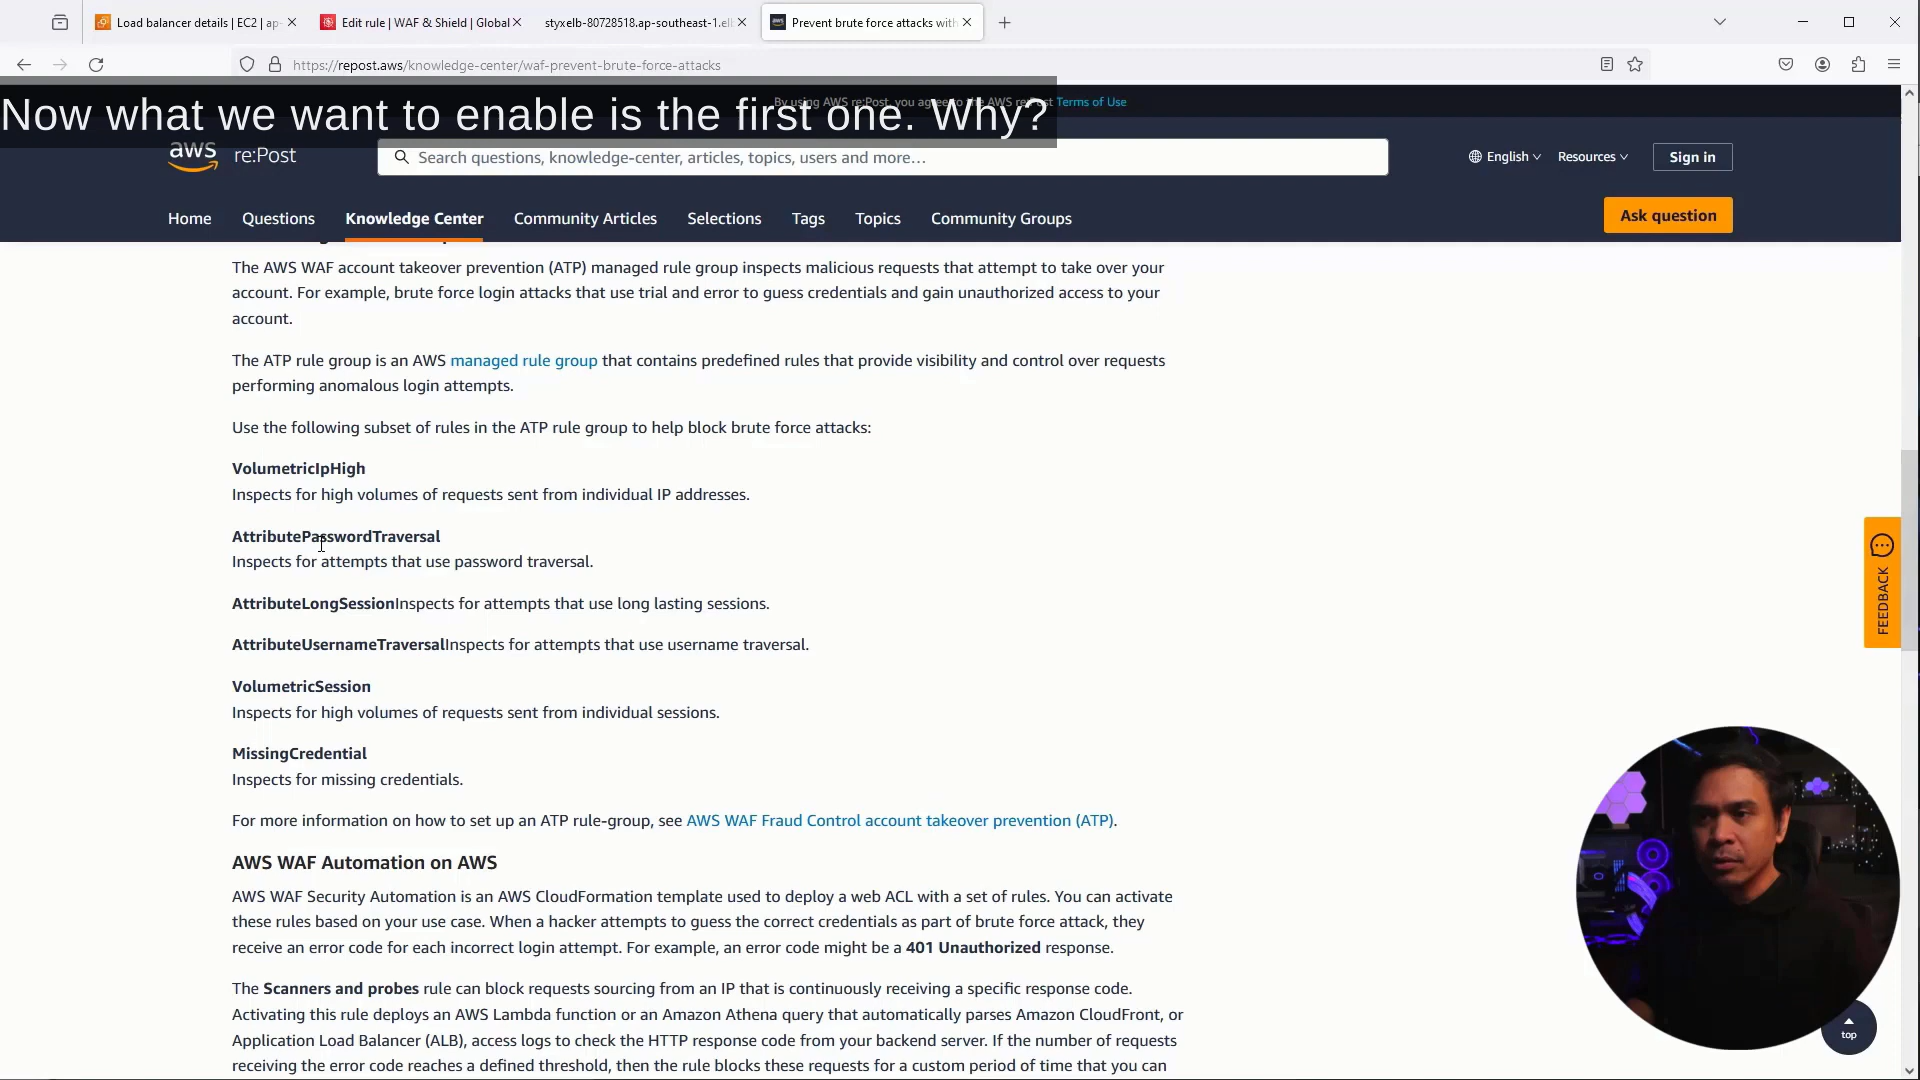 Load balancer details | EC2 | ap-
Edit rule | WAF & Shield | Global
styxelb-80728518.ap-southeast-1.el
Prevent brute force attacks with
https://repost.aws/knowledge-center/waf-prevent-brute-force-attacks
By using AWS re:Post, you agree to the AWS re:Post Terms of Use
Now what we want to enable is the first one. Why?
aws re:Post
Search questions, knowledge-center, articles, topics, users and more...
English
Resources
Sign in
Home
Questions
Knowledge Center
Community Articles
Selections
Tags
Topics
Community Groups
Ask question
The AWS WAF account takeover prevention (ATP) managed rule group inspects malicious requests that attempt to take over your
account. For example, brute force login attacks that use trial and error to guess credentials and gain unauthorized access to your
account.
The ATP rule group is an AWS managed rule group that contains predefined rules that provide visibility and control over requests
performing anomalous login attempts.
Use the following subset of rules in the ATP rule group to help block brute force attacks:
VolumetricIpHigh
Inspects for high volumes of requests sent from individual IP addresses.
AttributePasswordTraversal
Inspects for attempts that use password traversal.
AttributeLongSessionInspects for attempts that use long lasting sessions.
AttributeUsernameTraversalInspects for attempts that use username traversal.
VolumetricSession
Inspects for high volumes of requests sent from individual sessions.
MissingCredential
Inspects for missing credentials.
For more information on how to set up an ATP rule-group, see AWS WAF Fraud Control account takeover prevention (ATP).
AWS WAF Automation on AWS
AWS WAF Security Automation is an AWS CloudFormation template used to deploy a web ACL with a set of rules. You can activate
these rules based on your use case. When a hacker attempts to guess the correct credentials as part of brute force attack, they
receive an error code for each incorrect login attempt. For example, an error code might be a 401 Unauthorized response.
The Scanners and probes rule can block requests sourcing from an IP that is continuously receiving a specific response code.
Activating this rule deploys an AWS Lambda function or an Amazon Athena query that automatically parses Amazon CloudFront, or
Application Load Balancer (ALB), access logs to check the HTTP response code from your backend server. If the number of requests
receiving the error code reaches a defined threshold, then the rule blocks these requests for a custom period of time that you can
FEEDBACK
top